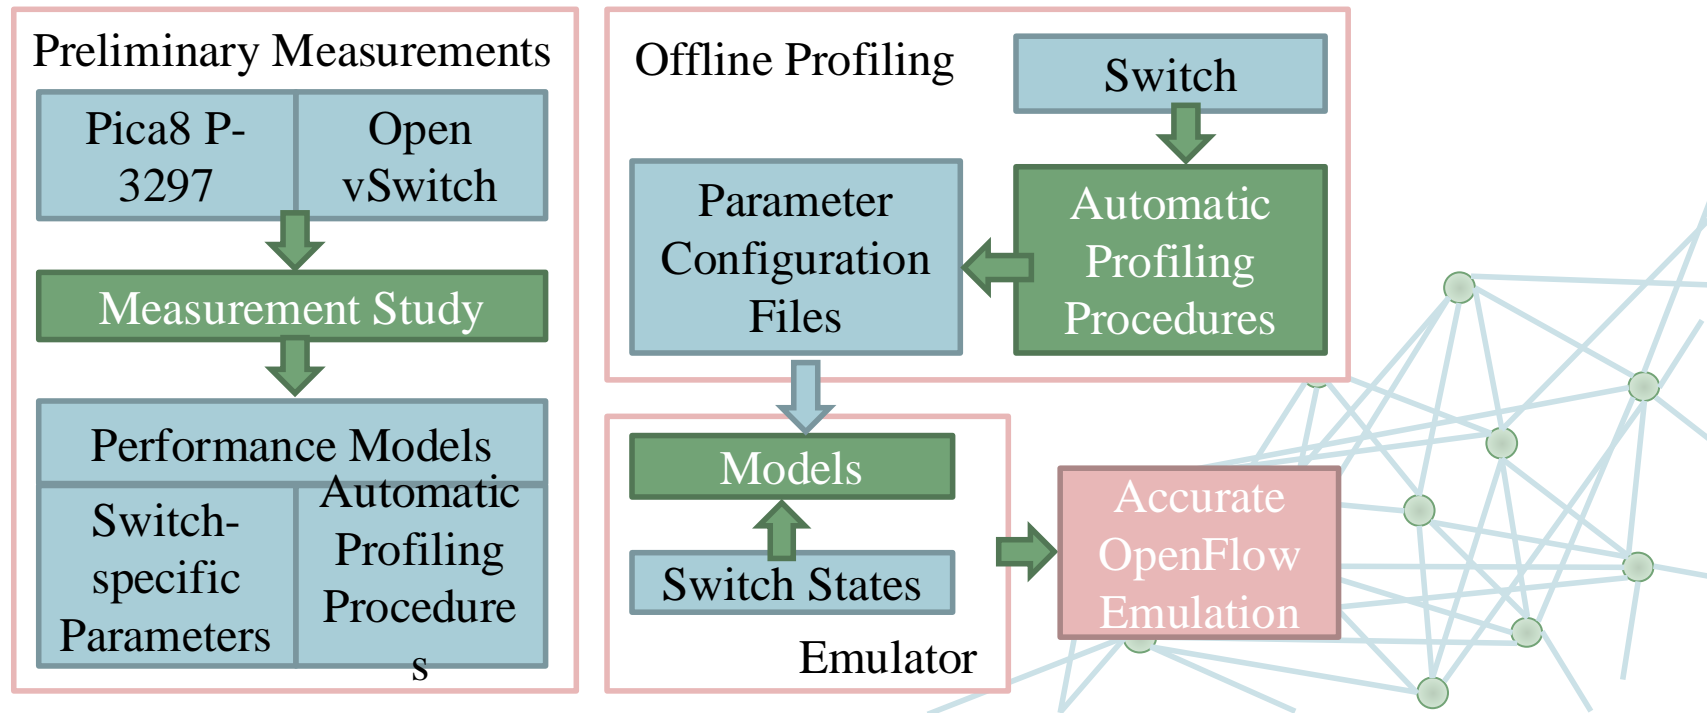 Preliminary Measurements
Pica8 P-
3297
Open
vSwitch
Measurement Study
Performance Models
Switch-
specific
Parameters
Automatic
Profiling
Procedure
s
Offline Profiling
Switch
Automatic
Profiling
Procedures
Parameter
Configuration
Files
Models
Switch States
Emulator
Accurate
OpenFlow
Emulation